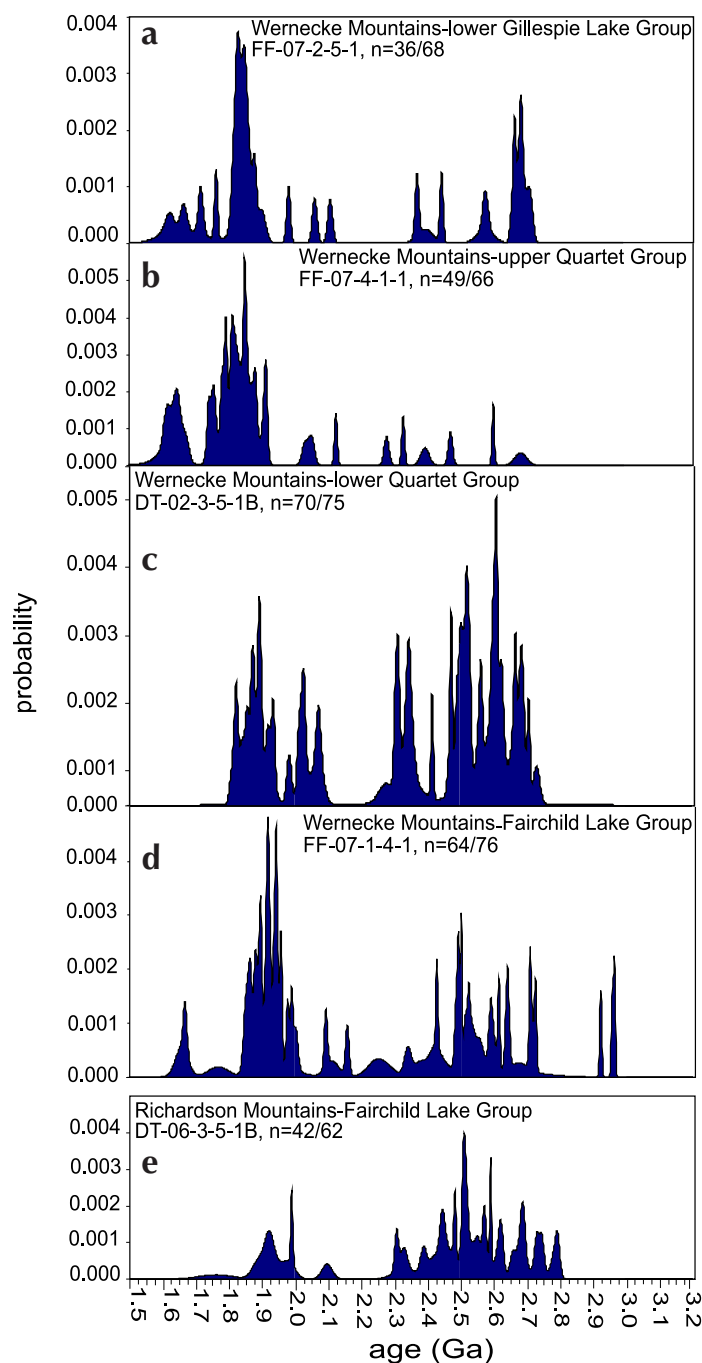 a
Wernecke Mountains-lower Gillespie Lake Group
FF-07-2-5-1, n=36/68
0.004
0.003
0.002
0.001
0.000
b
Wernecke Mountains-upper Quartet Group
FF-07-4-1-1, n=49/66
0.005
0.004
0.003
0.002
0.001
0.000
Wernecke Mountains-lower Quartet Group
DT-02-3-5-1B, n=70/75
c
0.005
0.004
0.003
0.002
0.001
0.000
probability
Wernecke Mountains-Fairchild Lake Group
FF-07-1-4-1, n=64/76
d
0.004
0.003
0.002
0.001
0.000
Richardson Mountains-Fairchild Lake Group
DT-06-3-5-1B, n=42/62
e
0.004
0.003
0.002
0.001
0.000
1.5 1.6 1.7 1.8 1.9 2.0 2.1 2.2 2.3 2.4 2.5 2.6 2.7 2.8 2.9 3.0 3.1 3.2
age (Ga)